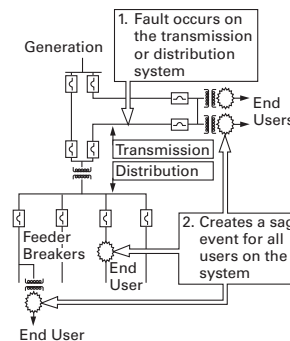 1. Fault occurs on
the transmission
or distribution
system
Generation
End
Users
Transmission
Distribution
Feeder
Breakers
End
User
2. Creates a sag
event for all
users on the
system
End User